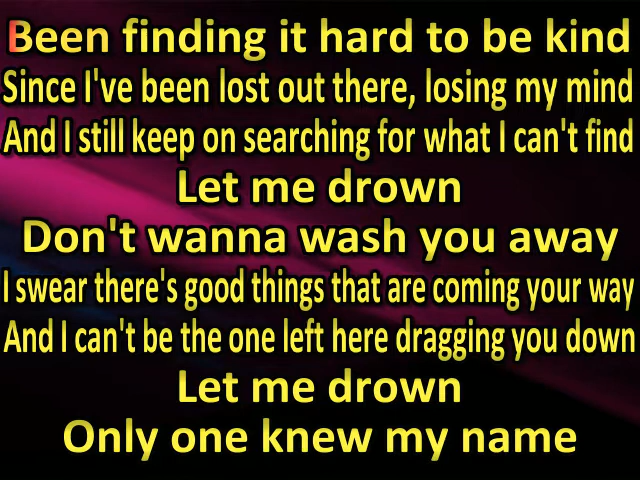 Been finding it hard to be kind
Since I've been lost out there, losing my mind
And I still keep on searching for what I can't find
Let me drown
Don't wanna wash you away
I swear there's good things that are coming your way
And I can't be the one left here dragging you down
Let me drown
Only one knew my name